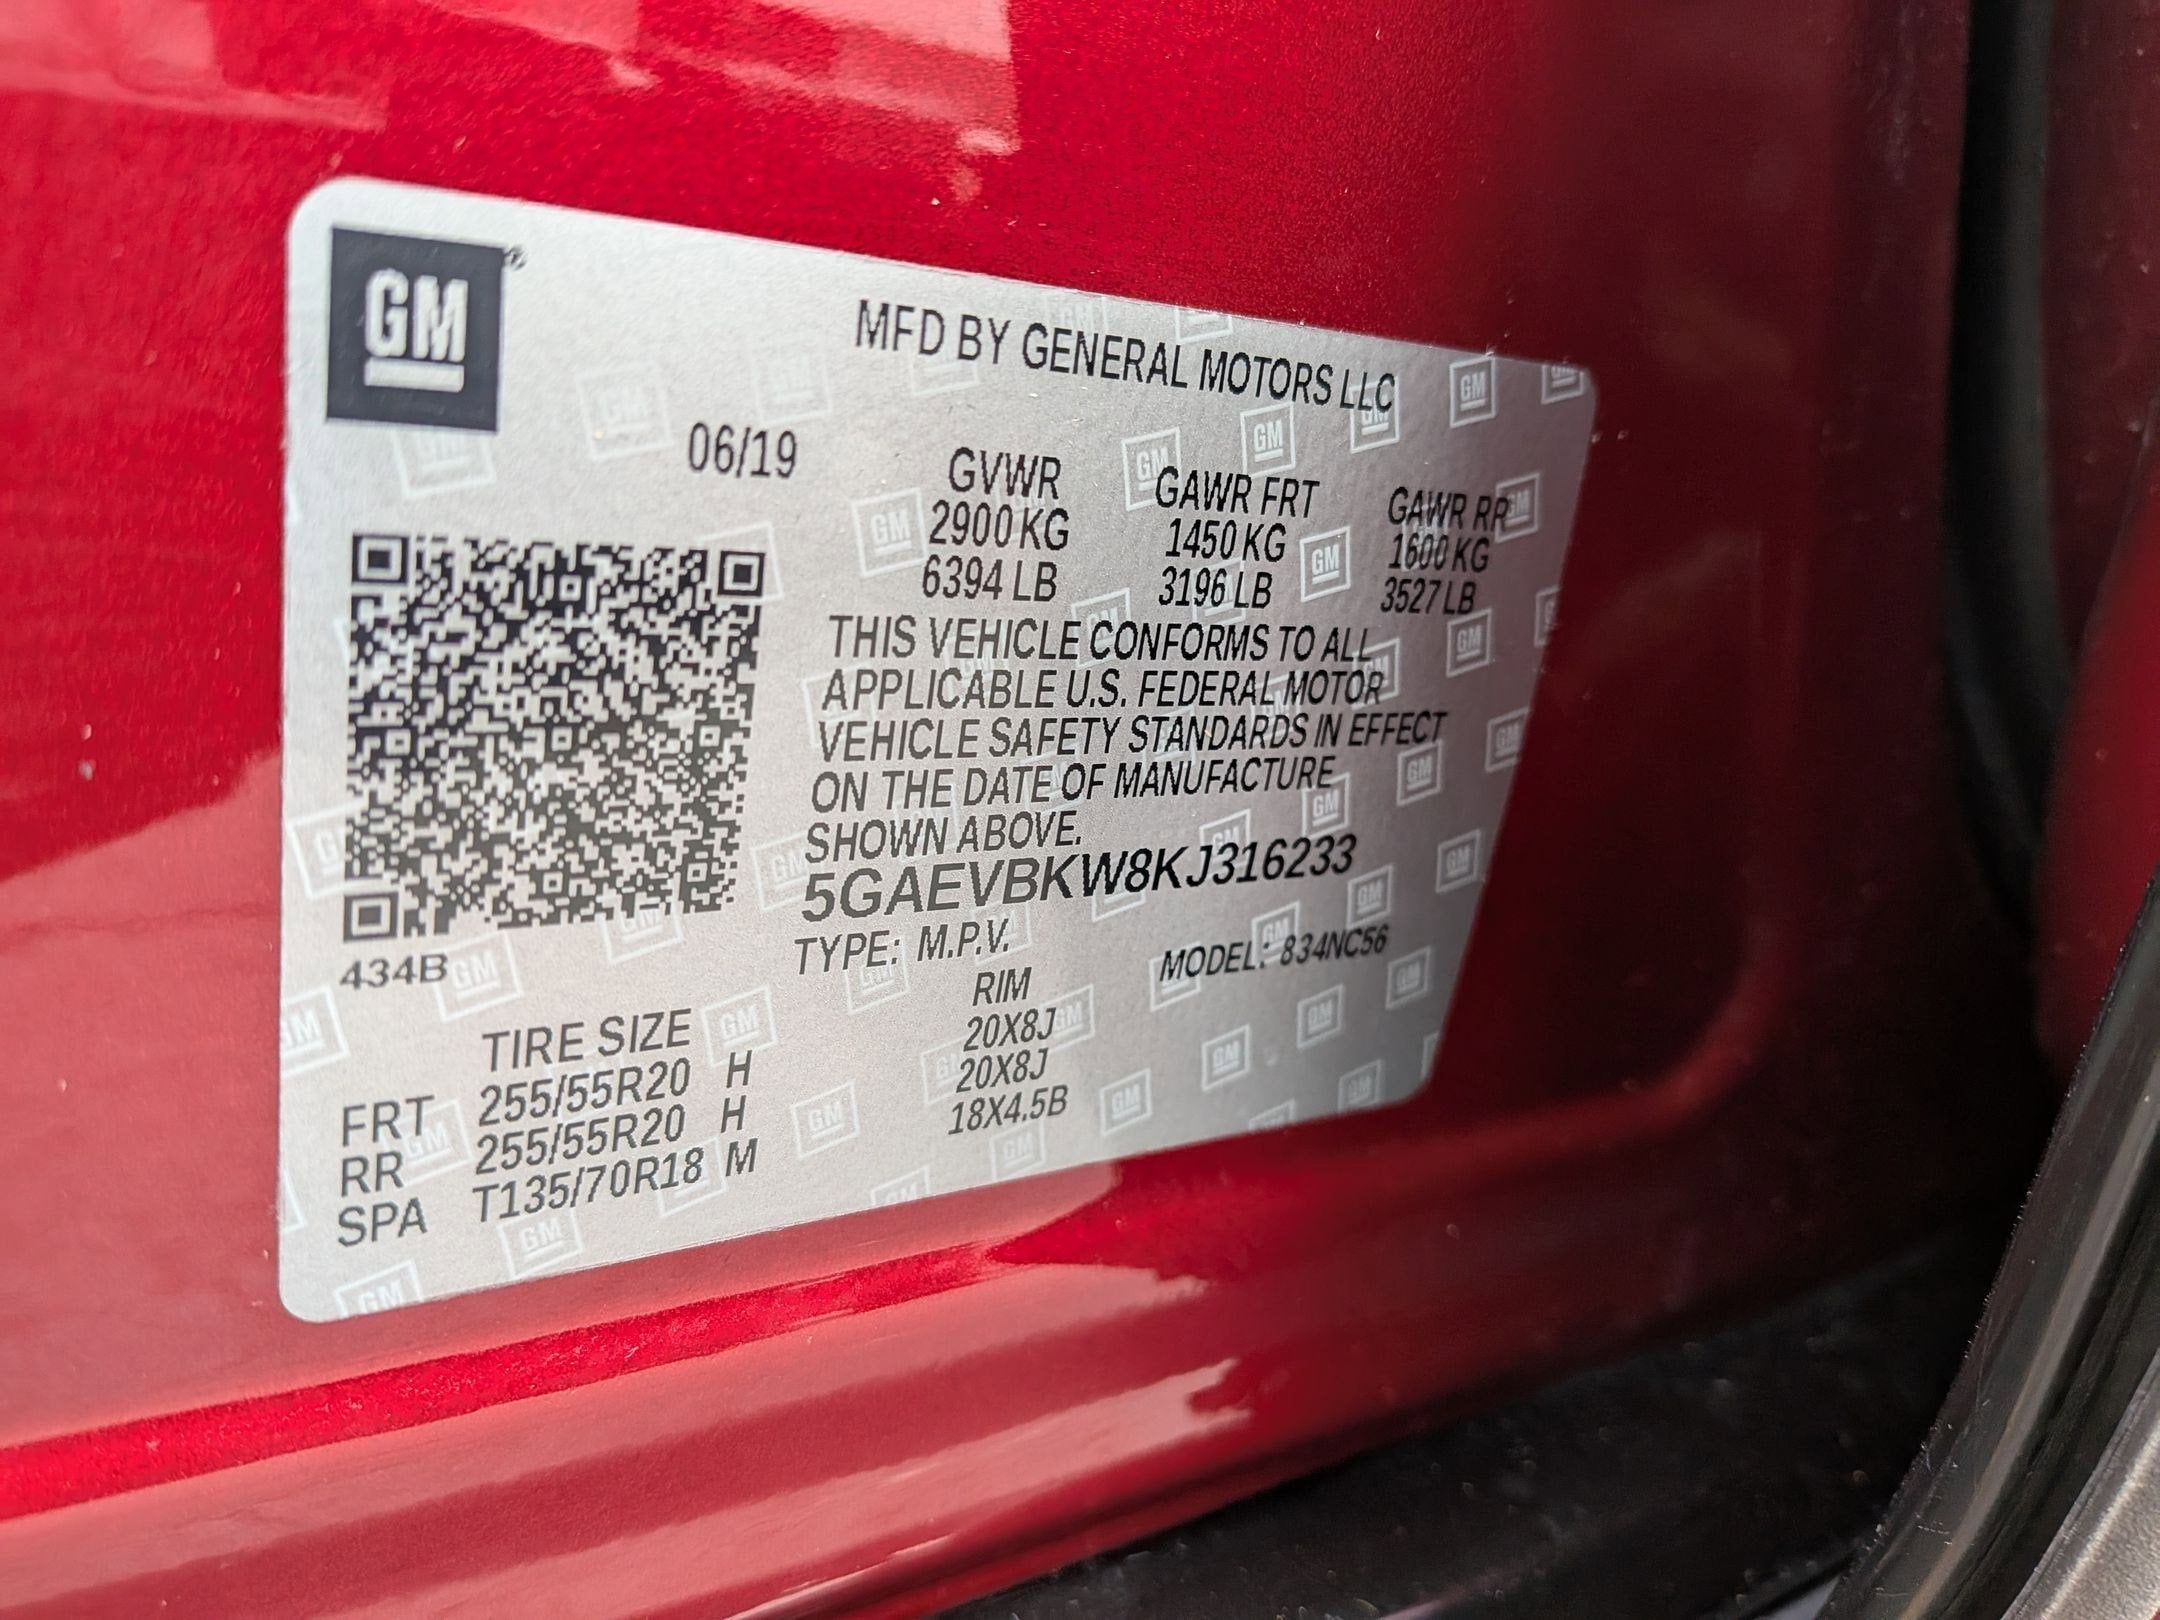 GM®
MFD BY GENERAL MOTORS LLC
06/19
GVWR GAWR FRT GAWR RR
2900 KG 1450 KG 1600 KG
6394 LB 3196 LB 3527 LB
THIS VEHICLE CONFORMS TO ALL
APPLICABLE U.S. FEDERAL MOTOR
VEHICLE SAFETY STANDARDS IN EFFECT
ON THE DATE OF MANUFACTURE
SHOWN ABOVE.
5GAEVBKW8KJ316233
TYPE: M.P.V. MODEL: 834NC56
434B
TIRE SIZE RIM
FRT 255/55R20 H 20X8J
RR 255/55R20 H 20X8J
SPA T135/70R18 M 18X4.5B